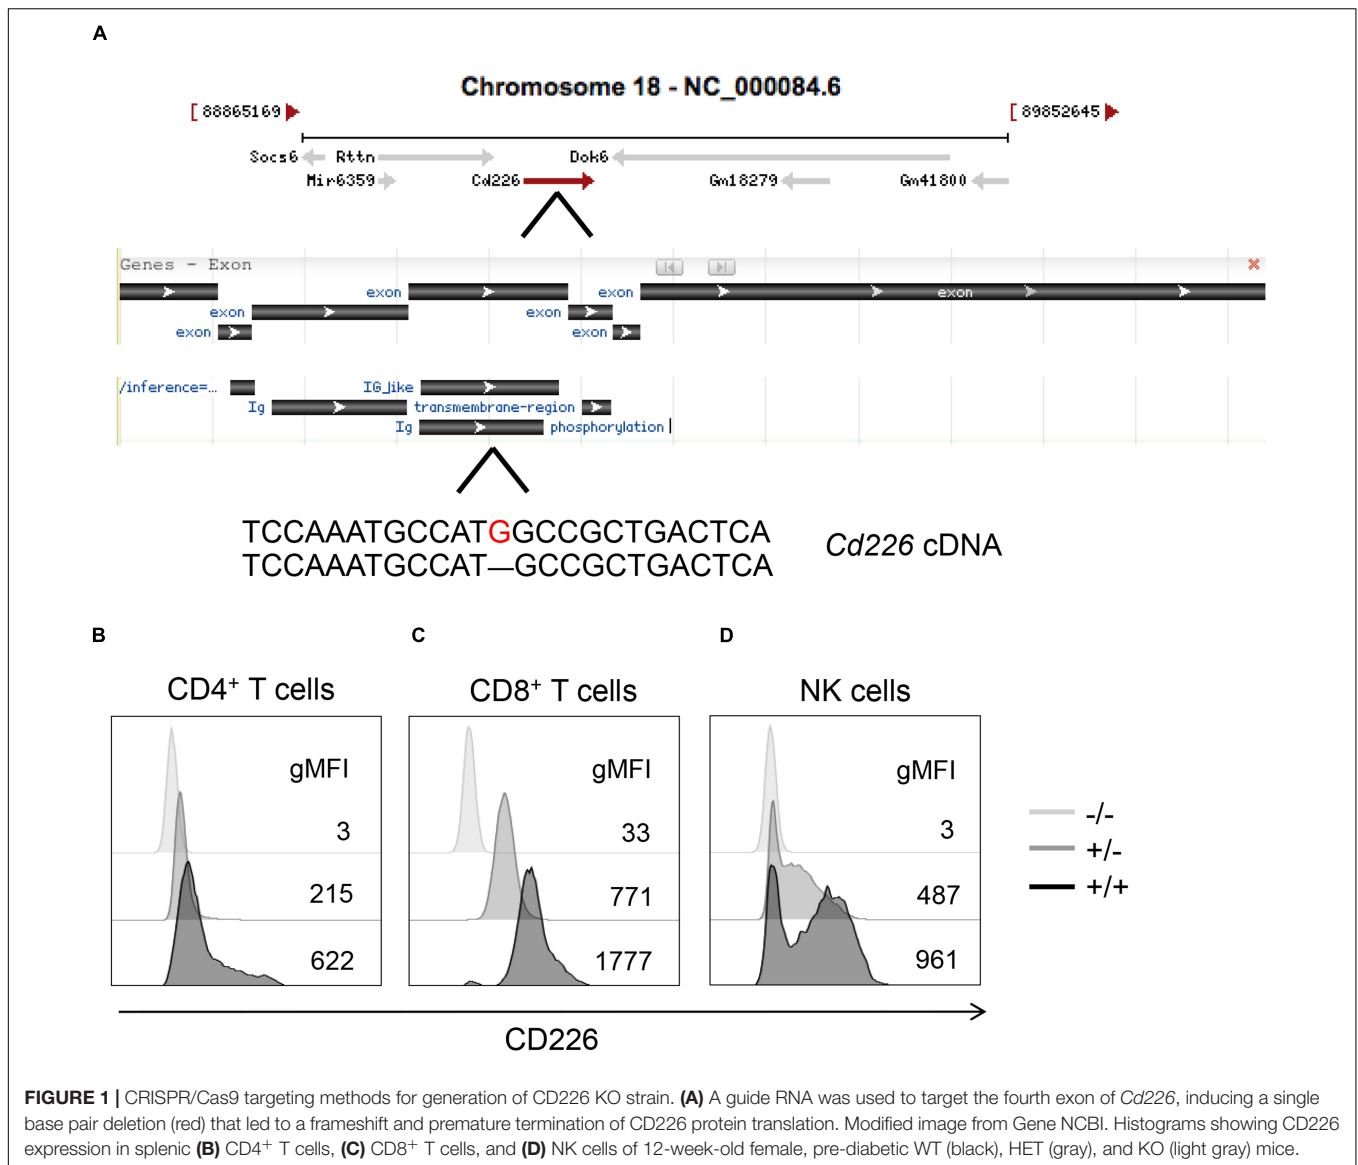 A
Chromosome 18 - NC_000084.6
[ 88865169
[ 89852645
Socs6 Rttn Dok6
Mir6359 Cd226 Gm18279 Gm41800
Genes - Exon
exon exon exon
exon exon
exon exon
/inference=... IG_like
Ig transmembrane-region
Ig phosphorylation
TCCAAATGCCATGGCCGCTGACTCA
TCCAAATGCCAT—GCCGCTGACTCA
Cd226 cDNA
B
CD4+ T cells
gMFI
3
215
622
C
CD8+ T cells
gMFI
33
771
1777
D
NK cells
gMFI
3
487
961
-/-
+/-
+/+
CD226
FIGURE 1 | CRISPR/Cas9 targeting methods for generation of CD226 KO strain. (A) A guide RNA was used to target the fourth exon of Cd226, inducing a single
base pair deletion (red) that led to a frameshift and premature termination of CD226 protein translation. Modified image from Gene NCBI. Histograms showing CD226
expression in splenic (B) CD4+ T cells, (C) CD8+ T cells, and (D) NK cells of 12-week-old female, pre-diabetic WT (black), HET (gray), and KO (light gray) mice.